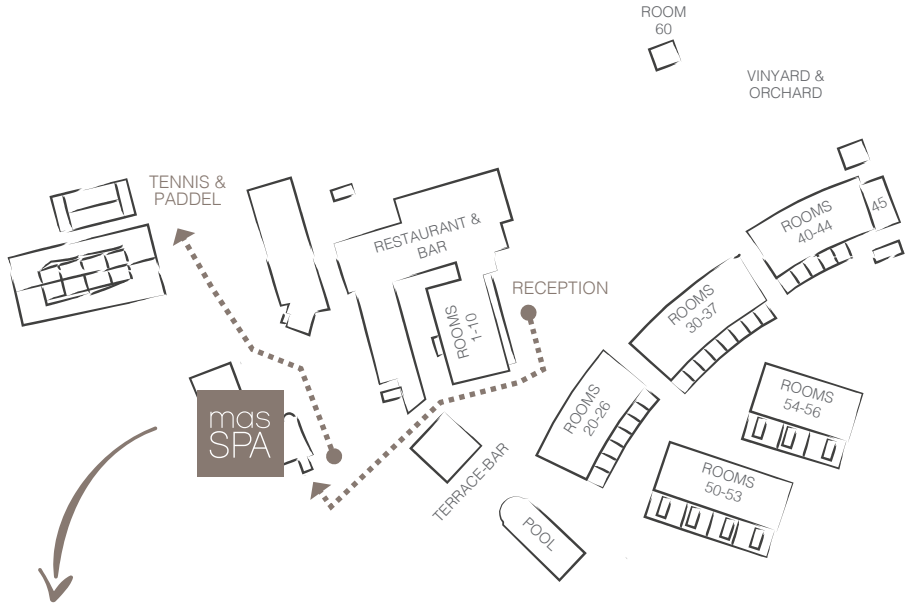 ROOM
60
VINYARD &
ORCHARD
TENNIS &
PADDEL
ROOMS
40-44
45
RESTAURANT &
BAR
RECEPTION
ROOMS
30-37
ROOMS
1-10
ROOMS
54-56
ROOMS
20-26
mas
SPA
ROOMS
50-53
TERRACE-BAR
POOL